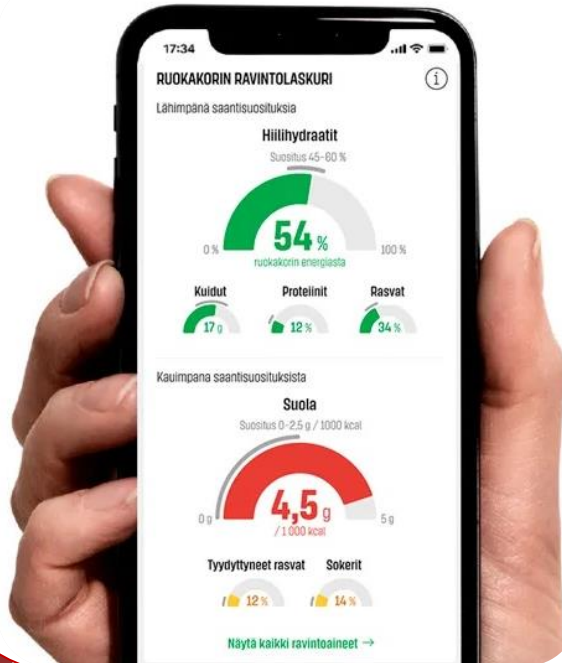 17:34
RUOKAKORIN RAVINTOLASKURI
i
Lähimpänä saantisuosituksia
Hiilihydraatit
Suositus 45-60 %
54 %
0 %
100 %
ruokakorin energiasta
Kuidut
Proteiinit
Rasvat
17 g
12 %
34 %
Kauimpana saantisuosituksista
Suola
Suositus 0-2,5 g / 1000 kcal
4,5 g
0 g
5 g
/ 1 000 kcal
Tyydyttyneet rasvat
Sokerit
12 %
14 %
Näytä kaikki ravintoaineet →